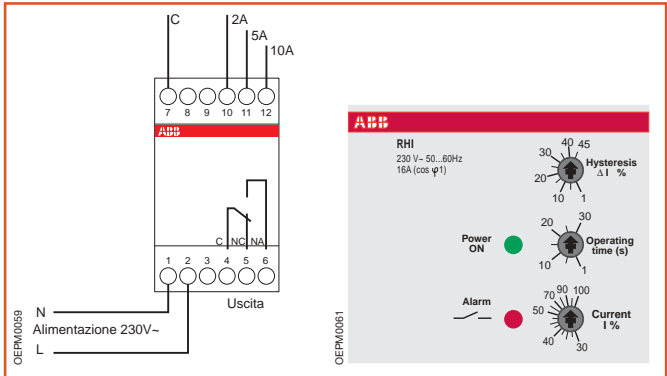 C 2A
5A
10A
7 8 9 10 11 12
ABB
C NC NA
1 2 3 4 5 6
Uscita
N
Alimentazione 230V~
L
OEPM0059
ABB
RHI
230 V~ 50...60Hz
16A (cos φ1)
40 45
30
20
10 1
Hysteresis
Δ I %
Power
ON
20 30
10 1
Operating
time (s)
Alarm
70 90 100
50
40 30
Current
I %
OEPM0061